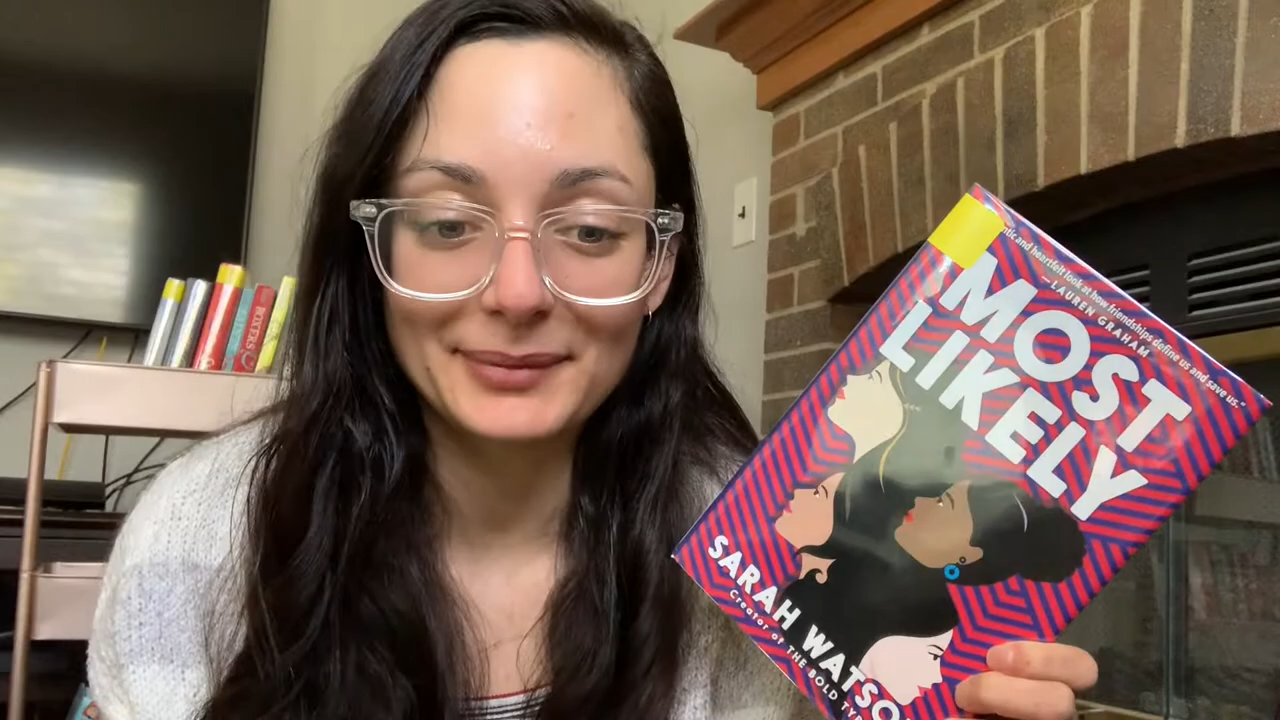 ntic and heartfelt look at how friendships define us and save us."
—LAUREN GRAHAM
MOST
LIKELY
SARAH WATSO
Creator of THE BOLD TY
BOXERS